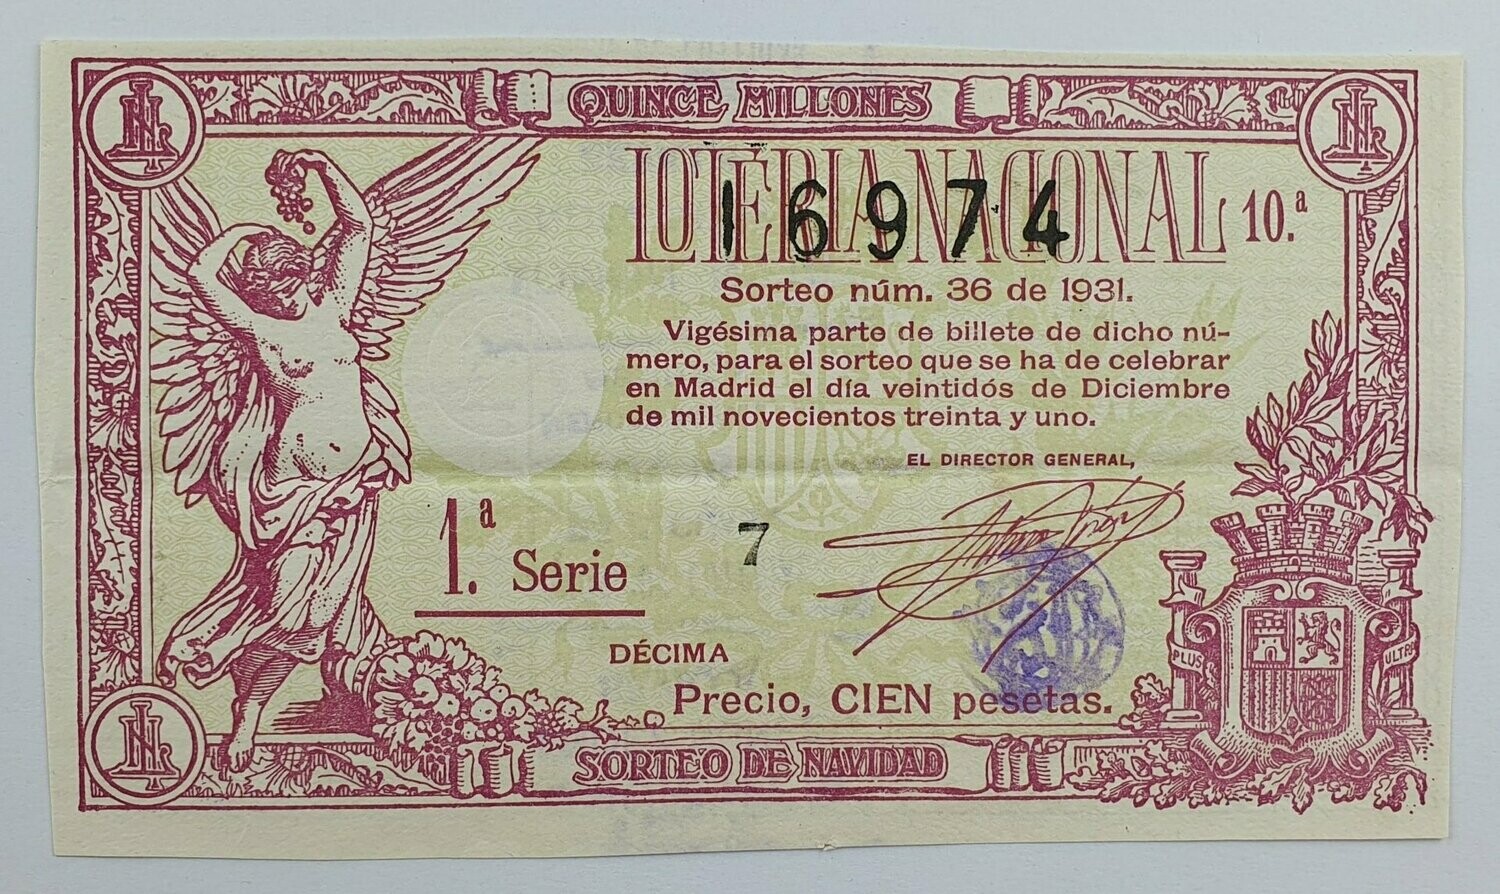 QUINCE MILLONES
LOTERIA NACIONAL
16974
10.ª
Sorteo núm. 36 de 1931.
Vigésima parte de billete de dicho nú-
mero, para el sorteo que se ha de celebrar
en Madrid el día veintidós de Diciembre
de mil novecientos treinta y uno.
EL DIRECTOR GENERAL,
1.ª Serie
7
DÉCIMA
Precio, CIEN pesetas.
PLUS
ULTRA
SORTEO DE NAVIDAD